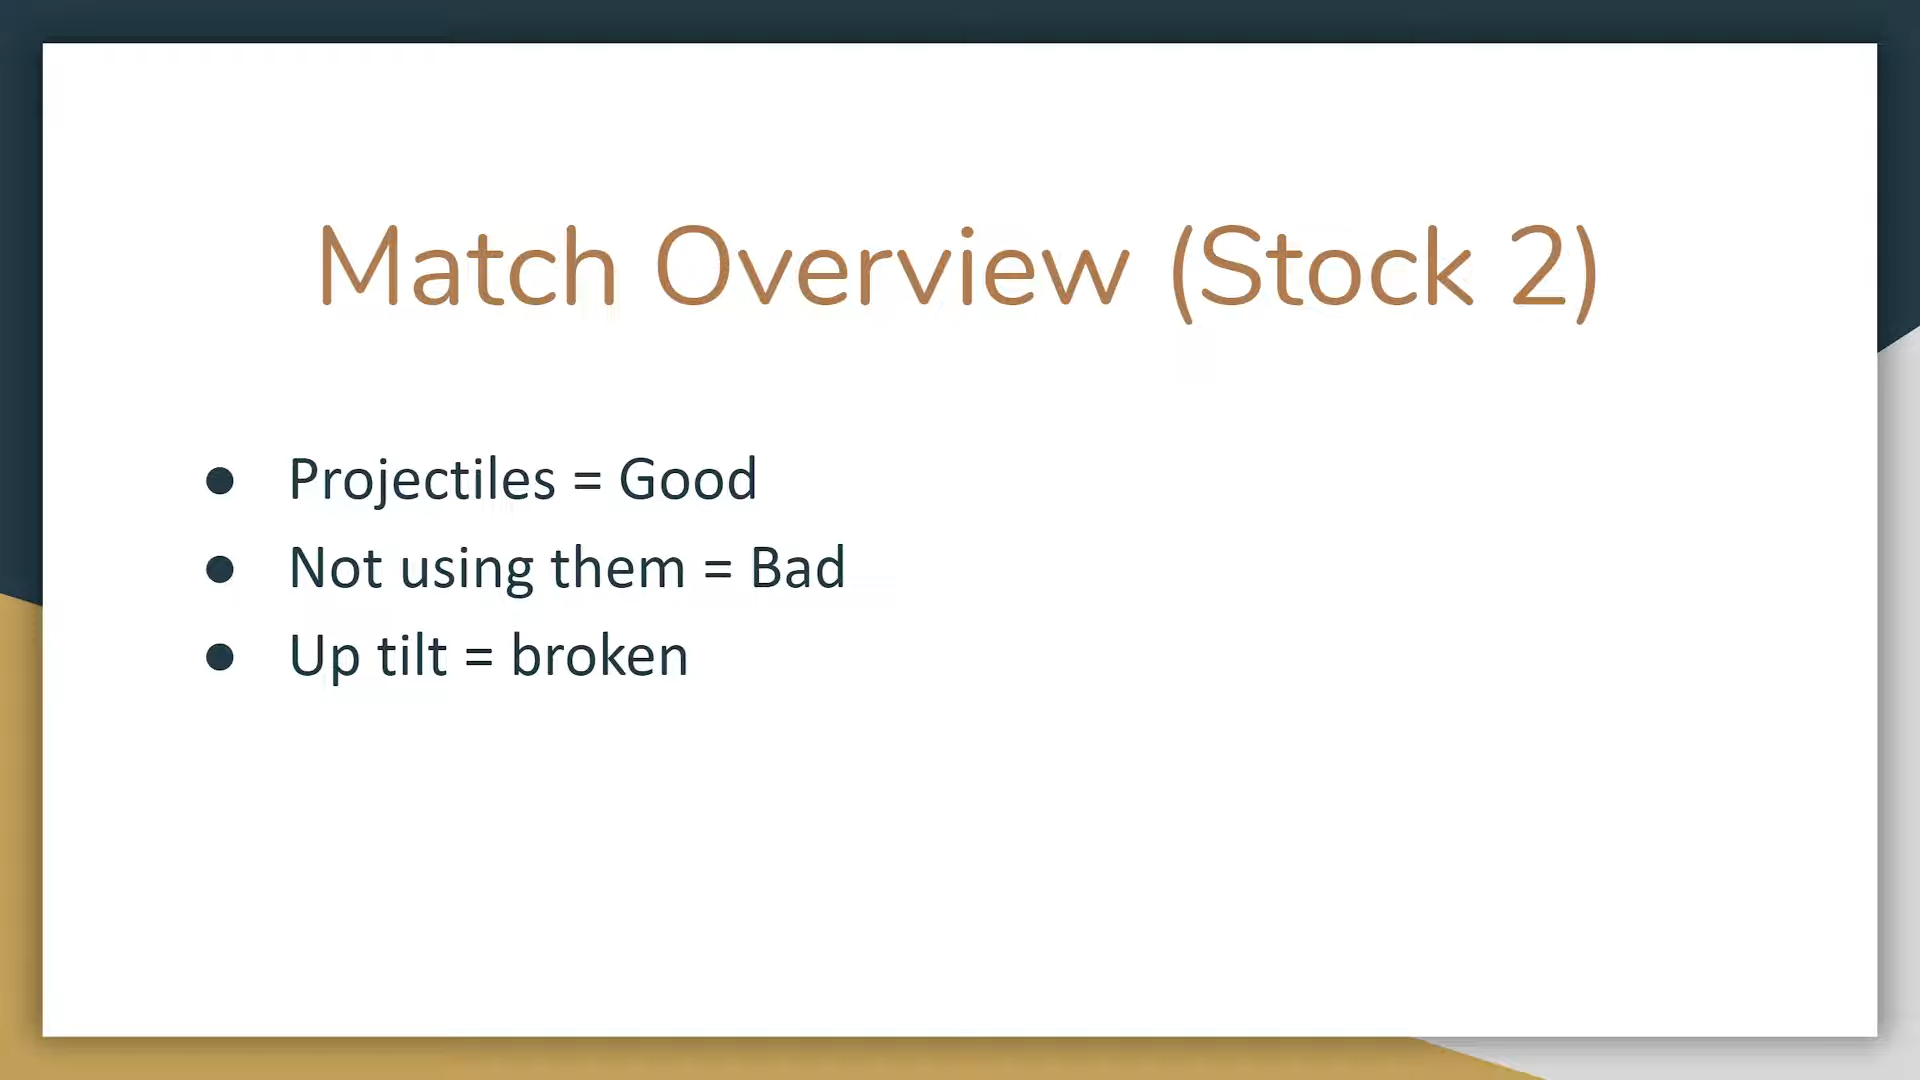 Match Overview (Stock 2)
● Projectiles = Good
● Not using them = Bad
● Up tilt = broken